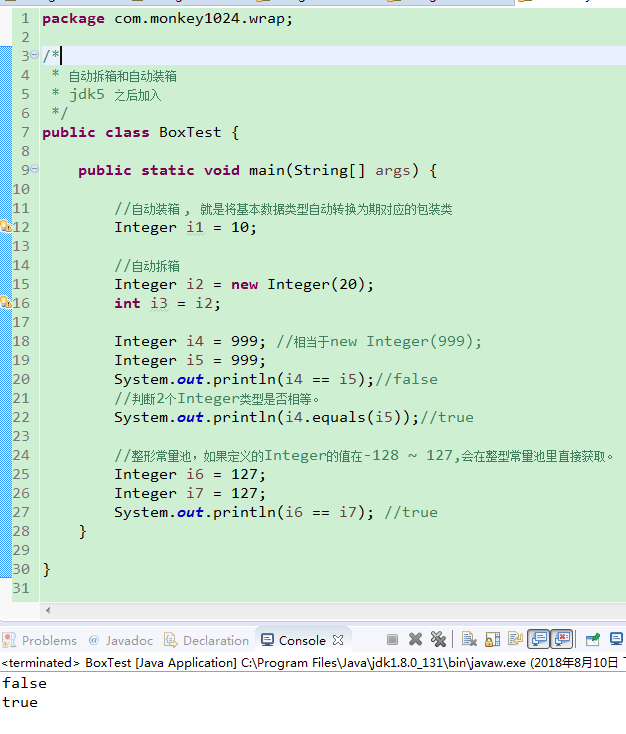 1 package com.monkey1024.wrap;
2
3 /*
4  * 自动拆箱和自动装箱
5  * jdk5 之后加入
6  */
7 public class BoxTest {
8
9     public static void main(String[] args) {
10
11         //自动装箱，就是将基本数据类型自动转换为期对应的包装类
12         Integer i1 = 10;
13
14         //自动拆箱
15         Integer i2 = new Integer(20);
16         int i3 = i2;
17
18         Integer i4 = 999; //相当于new Integer(999);
19         Integer i5 = 999;
20         System.out.println(i4 == i5);//false
21         //判断2个Integer类型是否相等。
22         System.out.println(i4.equals(i5));//true
23
24         //整形常量池，如果定义的Integer的值在-128 ~ 127,会在整型常量池里直接获取。
25         Integer i6 = 127;
26         Integer i7 = 127;
27         System.out.println(i6 == i7); //true
28     }
29
30 }
31
Problems @ Javadoc Declaration Console
<terminated> BoxTest [Java Application] C:\Program Files\Java\jdk1.8.0_131\bin\javaw.exe (2018年8月10日
false
true